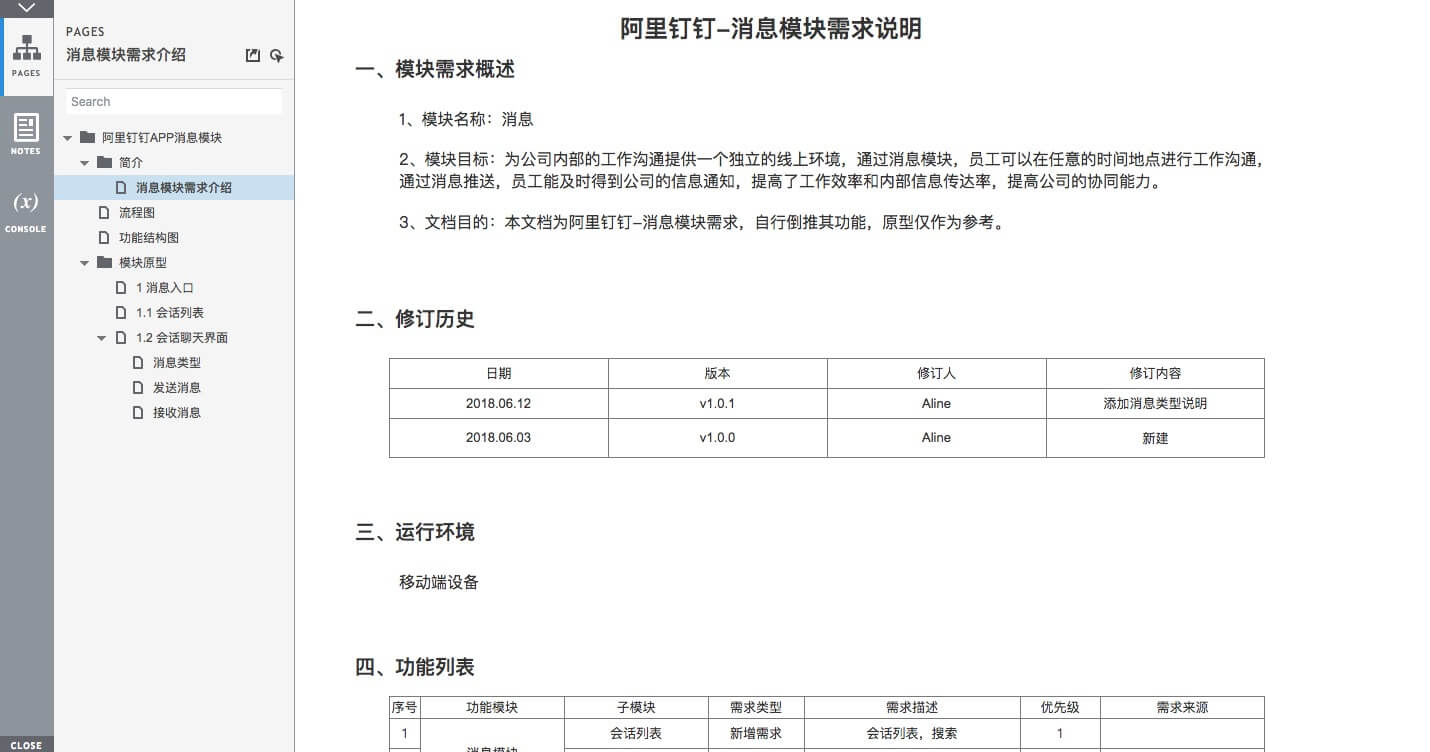 PAGES
NOTES
(x)
CONSOLE
CLOSE
PAGES
消息模块需求介绍
Search
阿里钉钉APP消息模块
简介
消息模块需求介绍
流程图
功能结构图
模块原型
1 消息入口
1.1 会话列表
1.2 会话聊天界面
消息类型
发送消息
接收消息
阿里钉钉-消息模块需求说明
一、模块需求概述
1、模块名称：消息
2、模块目标：为公司内部的工作沟通提供一个独立的线上环境，通过消息模块，员工可以在任意的时间地点进行工作沟通，
通过消息推送，员工能及时得到公司的信息通知，提高了工作效率和内部信息传达率，提高公司的协同能力。
3、文档目的：本文档为阿里钉钉-消息模块需求，自行倒推其功能，原型仅作为参考。
二、修订历史
日期 版本 修订人 修订内容
2018.06.12 v1.0.1 Aline 添加消息类型说明
2018.06.03 v1.0.0 Aline 新建
三、运行环境
移动端设备
四、功能列表
序号 功能模块 子模块 需求类型 需求描述 优先级 需求来源
1 会话列表 新增需求 会话列表，搜索 1
消息模块